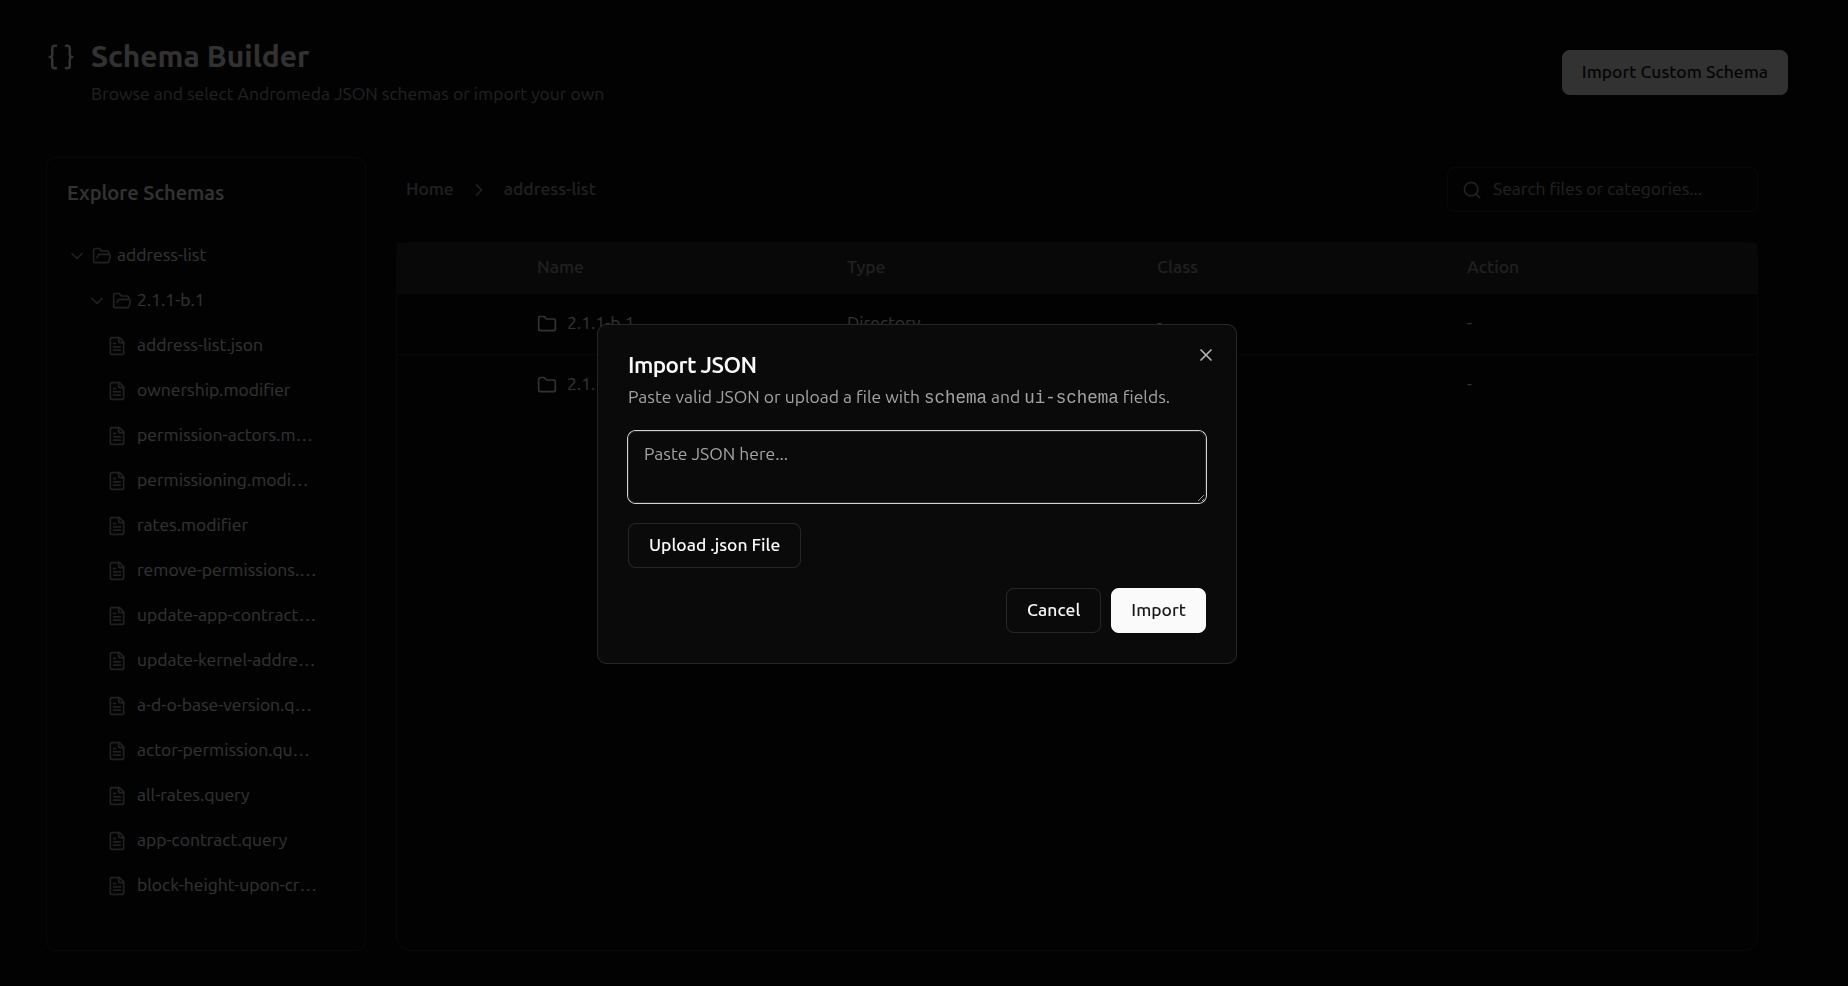 Schema Builder
Browse and select Andromeda JSON schemas or import your own
Import Custom Schema
Explore Schemas
address-list
2.1.1-b.1
address-list.json
ownership.modifier
permission-actors.m...
permissioning.modi...
rates.modifier
remove-permissions....
update-app-contract...
update-kernel-addre...
a-d-o-base-version.q...
actor-permission.qu...
all-rates.query
app-contract.query
block-height-upon-cr...
Home > address-list
Search files or categories...
Name Type Class Action
2.1.1-b.1 Directory - -
2.1. -
Import JSON
Paste valid JSON or upload a file with schema and ui-schema fields.
Paste JSON here...
Upload .json File
Cancel Import